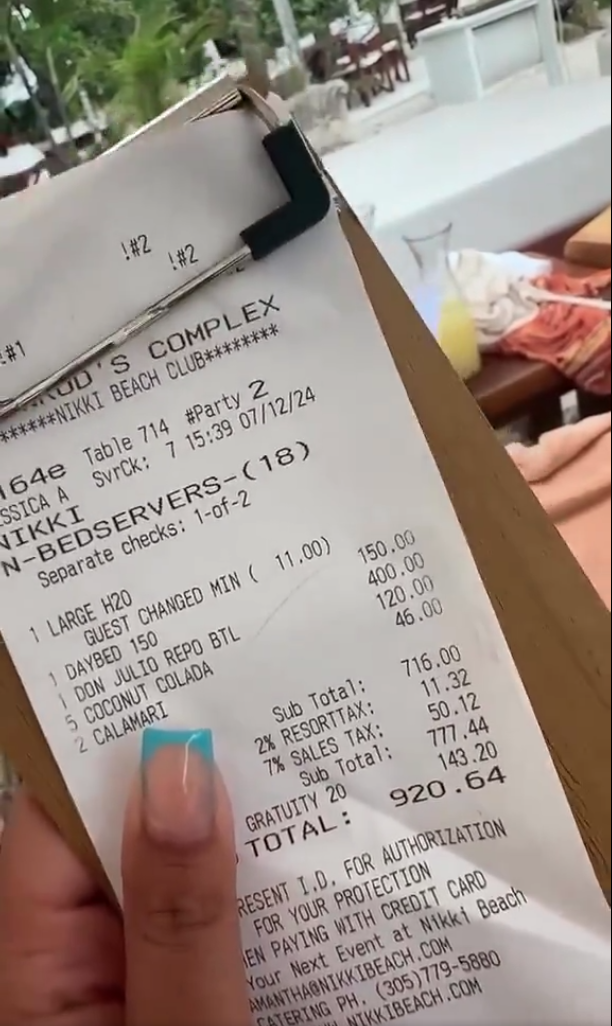 !#2
!#2
!#1
KUD'S COMPLEX
******NIKKI BEACH CLUB********
164e Table 714 #Party 2
SSICA A SvrCk: 7 15:39 07/12/24
NIKKI
N-BEDSERVERS-(18)
Separate checks: 1-of-2
1 LARGE H2O
GUEST CHANGED MIN ( 11.00)
1 DAYBED 150 150.00
1 DON JULIO REPO BTL 400.00
5 COCONUT COLADA 120.00
2 CALAMARI 46.00
Sub Total: 716.00
2% RESORTTAX: 11.32
7% SALES TAX: 50.12
Sub Total: 777.44
GRATUITY 20 143.20
TOTAL: 920.64
RESENT I.D. FOR AUTHORIZATION
FOR YOUR PROTECTION
EN PAYING WITH CREDIT CARD
Your Next Event at Nikki Beach
AMANTHA@NIKKIBEACH.COM
CATERING PH. (305)779-5880
NIKKIBEACH.COM